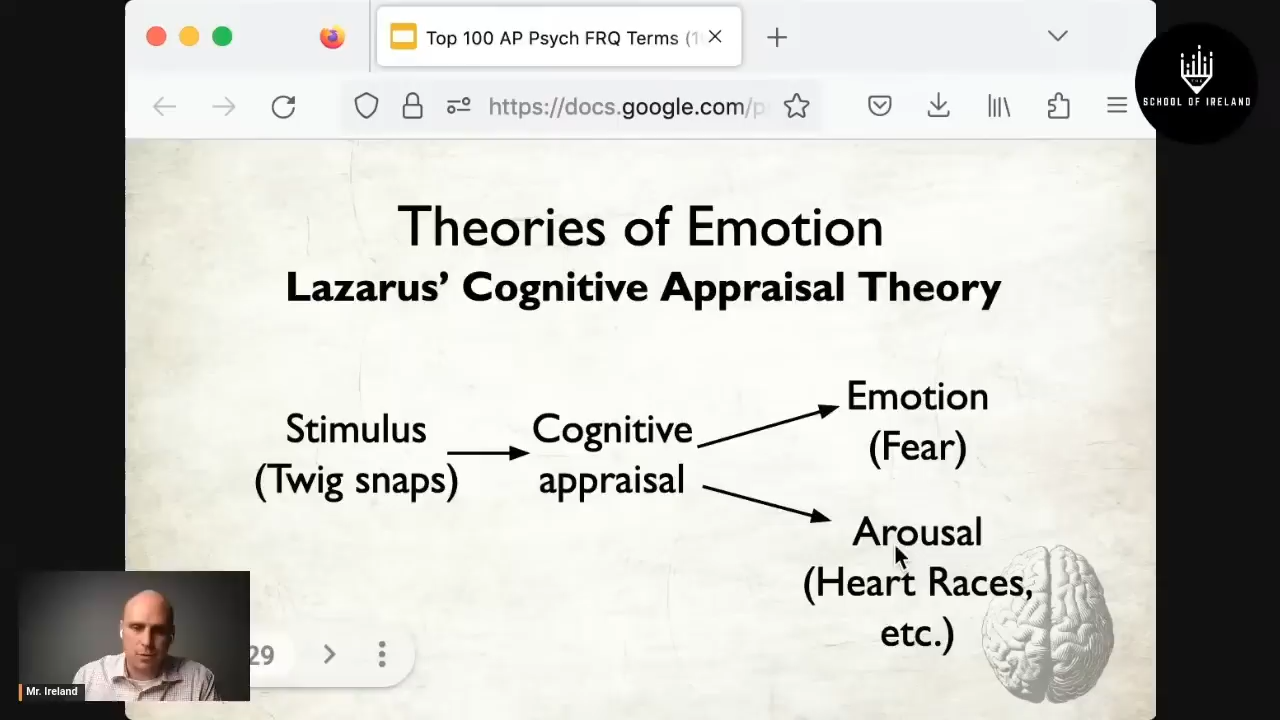 Top 100 AP Psych FRQ Terms (1
https://docs.google.com/p
THE
SCHOOL OF IRELAND
Theories of Emotion
Lazarus’ Cognitive Appraisal Theory
Stimulus
(Twig snaps)
Cognitive
appraisal
Emotion
(Fear)
Arousal
(Heart Races,
etc.)
29
Mr. Ireland